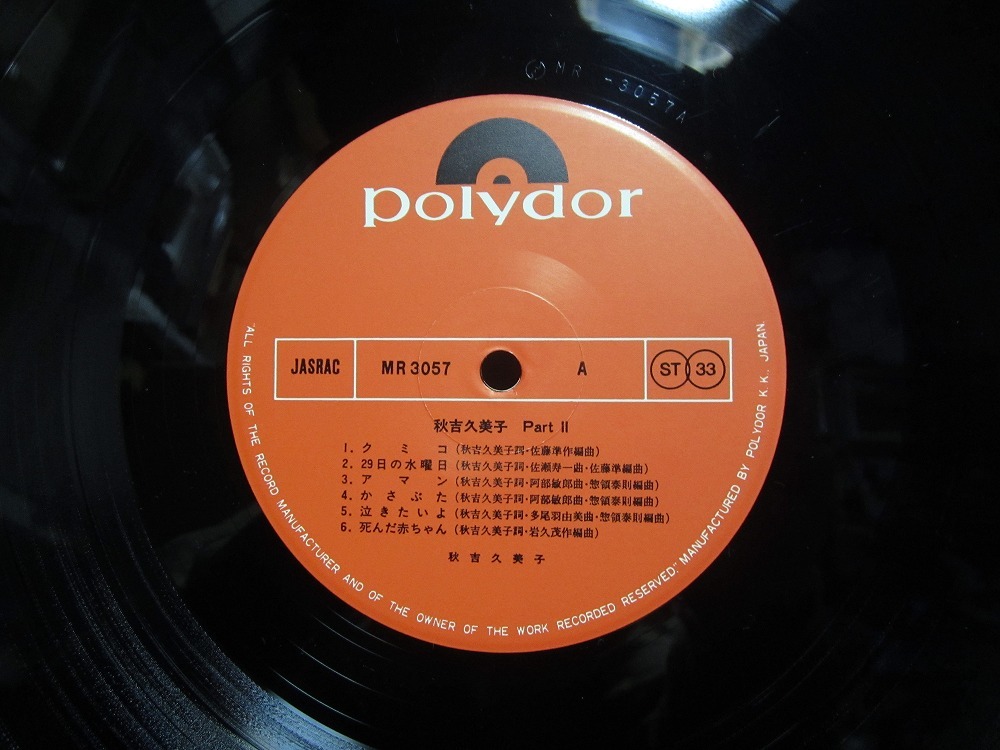 Ⓟ MR-3057A
polydor
JASRAC MR 3057 A ST 33
秋吉久美子 Part II
1. クミコ (秋吉久美子詞・佐藤準作編曲)
2. 29日の水曜日 (秋吉久美子詞・佐瀬寿一曲・佐藤準編曲)
3. アマン (秋吉久美子詞・阿部敏郎曲・惣領泰則編曲)
4. かさぶた (秋吉久美子詞・阿部敏郎曲・惣領泰則編曲)
5. 泣きたいよ (秋吉久美子詞・多尾羽由美曲・惣領泰則編曲)
6. 死んだ赤ちゃん (秋吉久美子詞・岩久茂作編曲)
秋吉久美子
"ALL RIGHTS OF THE RECORD MANUFACTURER AND OF THE OWNER OF THE WORK RECORDED RESERVED." MANUFACTURED BY POLYDOR K.K., JAPAN.